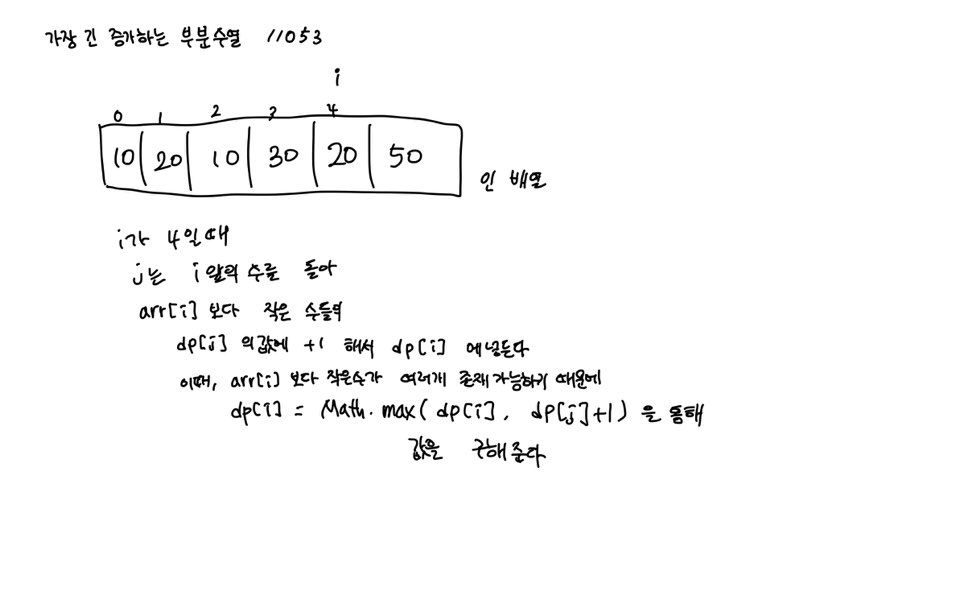 가장 긴 증가하는 부분수열 11053
i
0 1 2 3 4
10 20 10 30 20 50
인 배열
i가 4일때
j는 i앞의 수를 돌아
arr[i] 보다 작은 수들의
dp[j] 의값에 +1 해서 dp[i] 에넣는다
이때, arr[i] 보다 작은수가 여러개 존재가능하기 때문에
dp[i] = Math.max( dp[i], dp[j]+1) 을 통해
값을 구해준다